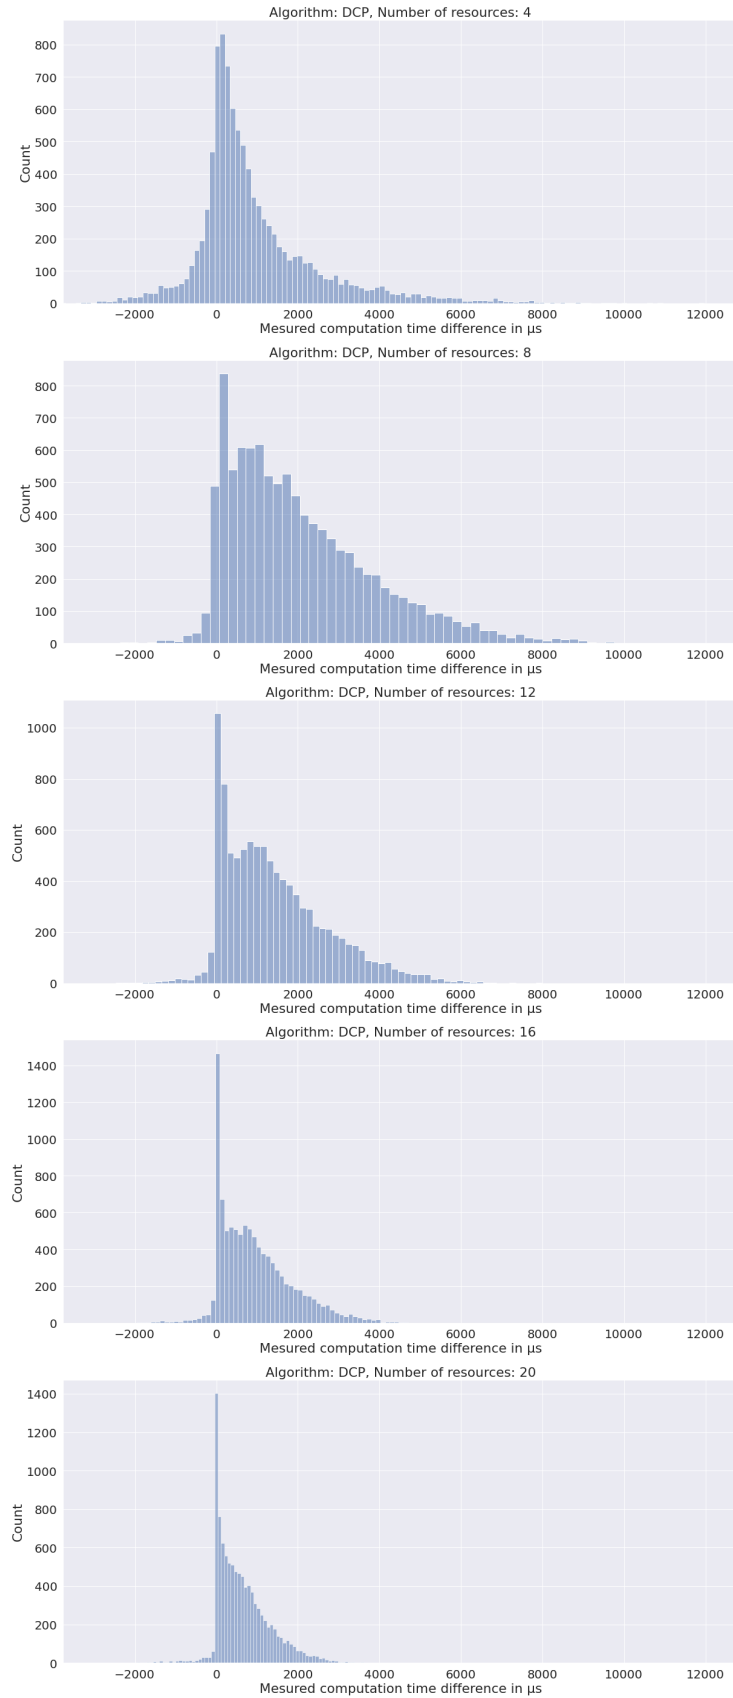 Algorithm: DCP, Number of resources: 4
800
700
600
500
400
300
200
100
0
Count
−2000 0 2000 4000 6000 8000 10000 12000
Mesured computation time difference in μs
Algorithm: DCP, Number of resources: 8
800
700
600
500
400
300
200
100
0
Count
−2000 0 2000 4000 6000 8000 10000 12000
Mesured computation time difference in μs
Algorithm: DCP, Number of resources: 12
1000
800
600
400
200
0
Count
−2000 0 2000 4000 6000 8000 10000 12000
Mesured computation time difference in μs
Algorithm: DCP, Number of resources: 16
1400
1200
1000
800
600
400
200
0
Count
−2000 0 2000 4000 6000 8000 10000 12000
Mesured computation time difference in μs
Algorithm: DCP, Number of resources: 20
1400
1200
1000
800
600
400
200
0
Count
−2000 0 2000 4000 6000 8000 10000 12000
Mesured computation time difference in μs